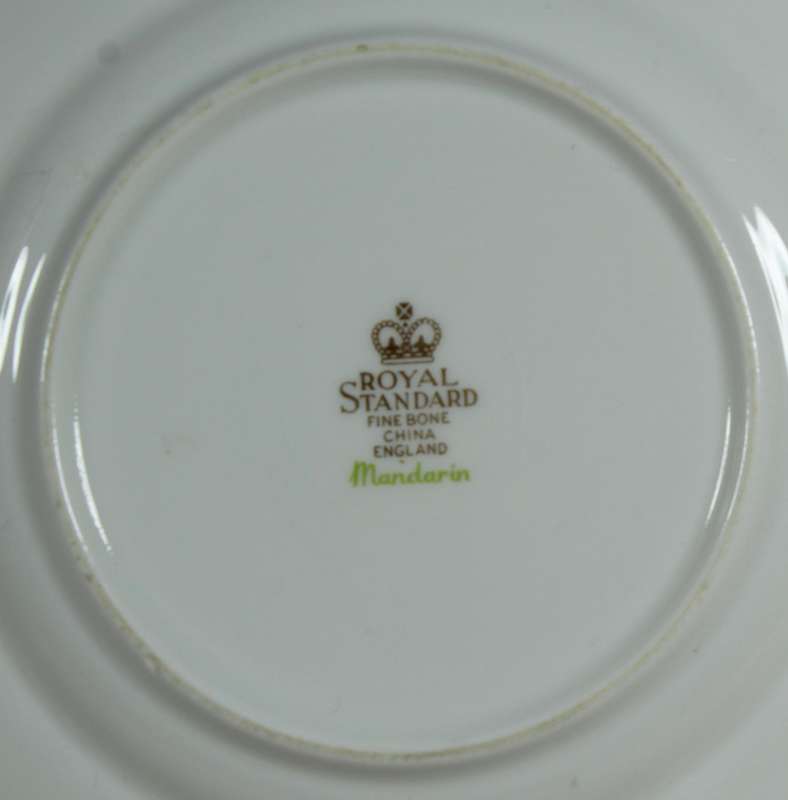 ROYAL
STANDARD
FINE BONE
CHINA
ENGLAND
Mandarin